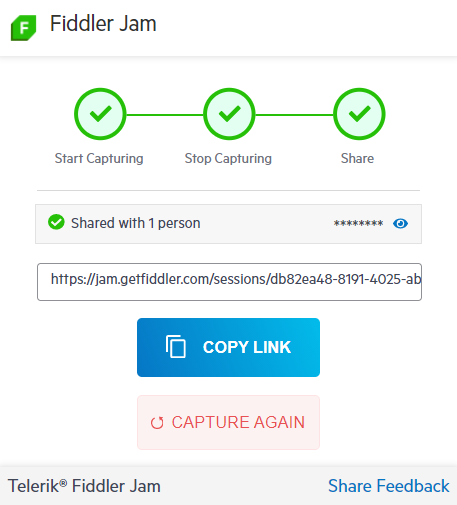 F Fiddler Jam
Start Capturing Stop Capturing Share
Shared with 1 person ********
https://jam.getfiddler.com/sessions/db82ea48-8191-4025-ab
COPY LINK
CAPTURE AGAIN
Telerik® Fiddler Jam Share Feedback